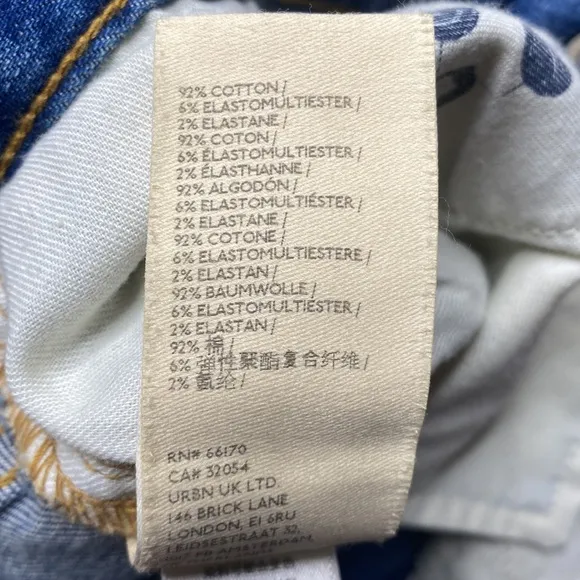 92% COTTON /
6% ELASTOMULTIESTER /
2% ELASTANE /
92% COTON /
6% ÉLASTOMULTIESTER /
2% ÉLASTHANNE /
92% ALGODÓN /
6% ELASTOMULTIÉSTER /
2% ELASTANE /
92% COTONE /
6% ELASTOMULTIESTERE /
2% ELASTAN /
92% BAUMWOLLE /
6% ELASTOMULTIESTER /
2% ELASTAN /
92% 棉 /
6% 弹性聚酯复合纤维 /
2% 氨纶 /
RN# 66170
CA# 32054
URBN UK LTD
146 BRICK LANE
LONDON, E1 6RU
LEIDSESTRAAT 32,
AMSTERDAM,